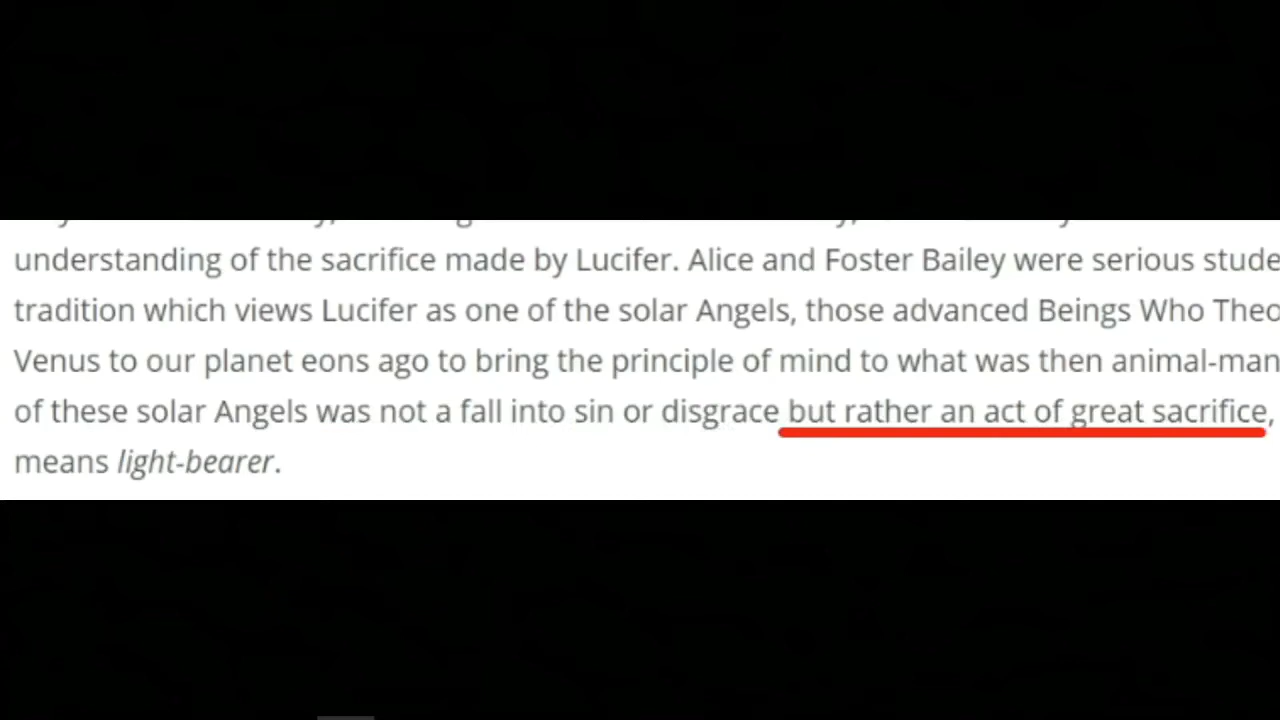 understanding of the sacrifice made by Lucifer. Alice and Foster Bailey were serious
tradition which views Lucifer as one of the solar Angels, those advanced Beings Who
Venus to our planet eons ago to bring the principle of mind to what was then animal-man
of these solar Angels was not a fall into sin or disgrace but rather an act of great sacrifice,
means light-bearer.